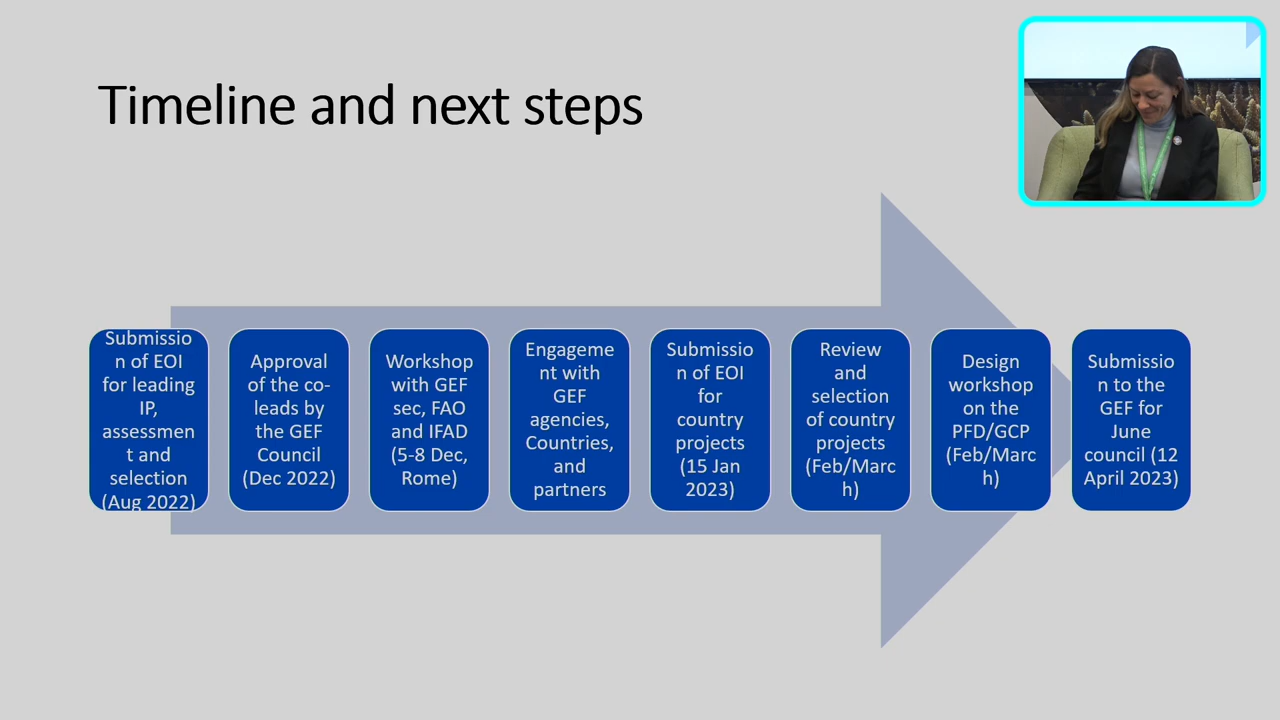 Timeline and next steps
Submissio
n of EOI
for leading
IP,
assessmen
t and
selection
(Aug 2022)
Approval
of the co-
leads by
the GEF
Council
(Dec 2022)
Workshop
with GEF
sec, FAO
and IFAD
(5-8 Dec,
Rome)
Engageme
nt with
GEF
agencies,
Countries,
and
partners
Submissio
n of EOI
for
country
projects
(15 Jan
2023)
Review
and
selection
of country
projects
(Feb/Marc
h)
Design
workshop
on the
PFD/GCP
(Feb/Marc
h)
Submissio
n to the
GEF for
June
council (12
April 2023)